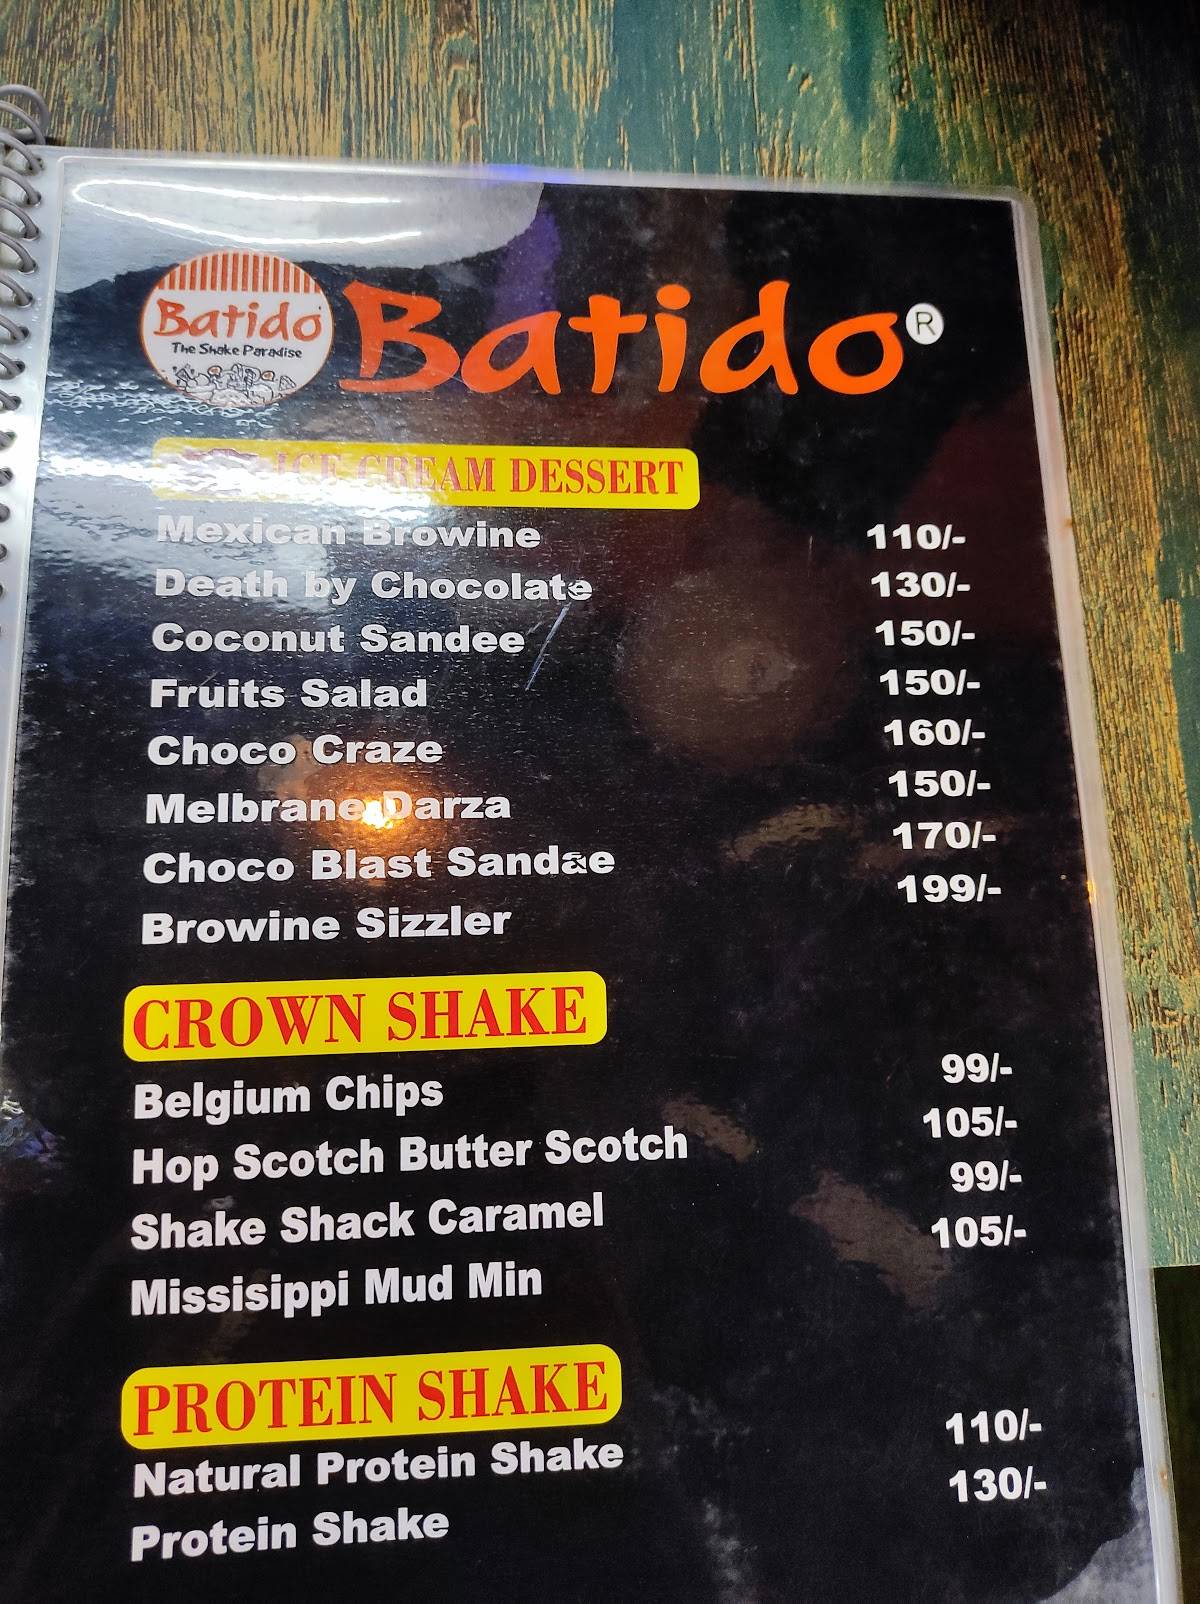 Batido
The Shake Paradise
Batido®
ICE CREAM DESSERT
Mexican Browine 110/-
Death by Chocolate 130/-
Coconut Sandee 150/-
Fruits Salad 150/-
Choco Craze 160/-
Melbrane Darza 150/-
Choco Blast Sandae 170/-
Browine Sizzler 199/-
CROWN SHAKE
Belgium Chips 99/-
Hop Scotch Butter Scotch 105/-
Shake Shack Caramel 99/-
Missisippi Mud Min 105/-
PROTEIN SHAKE
Natural Protein Shake 110/-
Protein Shake 130/-